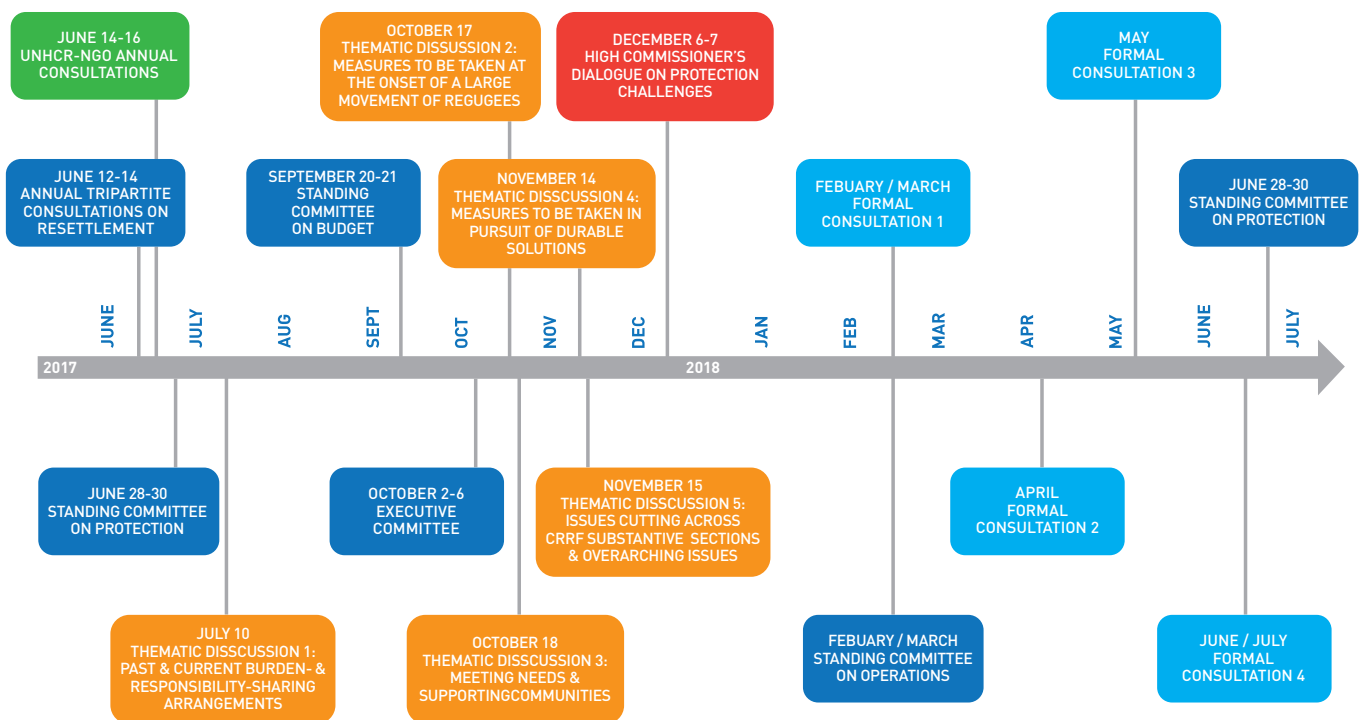 JUNE 14-16
UNHCR-NGO ANNUAL
CONSULTATIONS
OCTOBER 17
THEMATIC DISSUSSION 2:
MEASURES TO BE TAKEN AT
THE ONSET OF A LARGE
MOVEMENT OF REGUGEES
DECEMBER 6-7
HIGH COMMISSIONER'S
DIALOGUE ON PROTECTION
CHALLENGES
MAY
FORMAL
CONSULTATION 3
JUNE 12-14
ANNUAL TRIPARTITE
CONSULTATIONS ON
RESETTLEMENT
SEPTEMBER 20-21
STANDING
COMMITTEE
ON BUDGET
NOVEMBER 14
THEMATIC DISSCUSSION 4:
MEASURES TO BE TAKEN IN
PURSUIT OF DURABLE
SOLUTIONS
FEBUARY / MARCH
FORMAL
CONSULTATION 1
JUNE 28-30
STANDING COMMITTEE
ON PROTECTION
JUNE
JULY
AUG
SEPT
OCT
NOV
DEC
JAN
FEB
MAR
APR
MAY
JUNE
JULY
2017
2018
JUNE 28-30
STANDING COMMITTEE
ON PROTECTION
OCTOBER 2-6
EXECUTIVE
COMMITTEE
NOVEMBER 15
THEMATIC DISSCUSSION 5:
ISSUES CUTTING ACROSS
CRRF SUBSTANTIVE SECTIONS
& OVERARCHING ISSUES
APRIL
FORMAL
CONSULTATION 2
JULY 10
THEMATIC DISSCUSSION 1:
PAST & CURRENT BURDEN- &
RESPONSIBILITY-SHARING
ARRANGEMENTS
OCTOBER 18
THEMATIC DISSCUSSION 3:
MEETING NEEDS &
SUPPORTINGCOMMUNITIES
FEBUARY / MARCH
STANDING COMMITTEE
ON OPERATIONS
JUNE / JULY
FORMAL
CONSULTATION 4